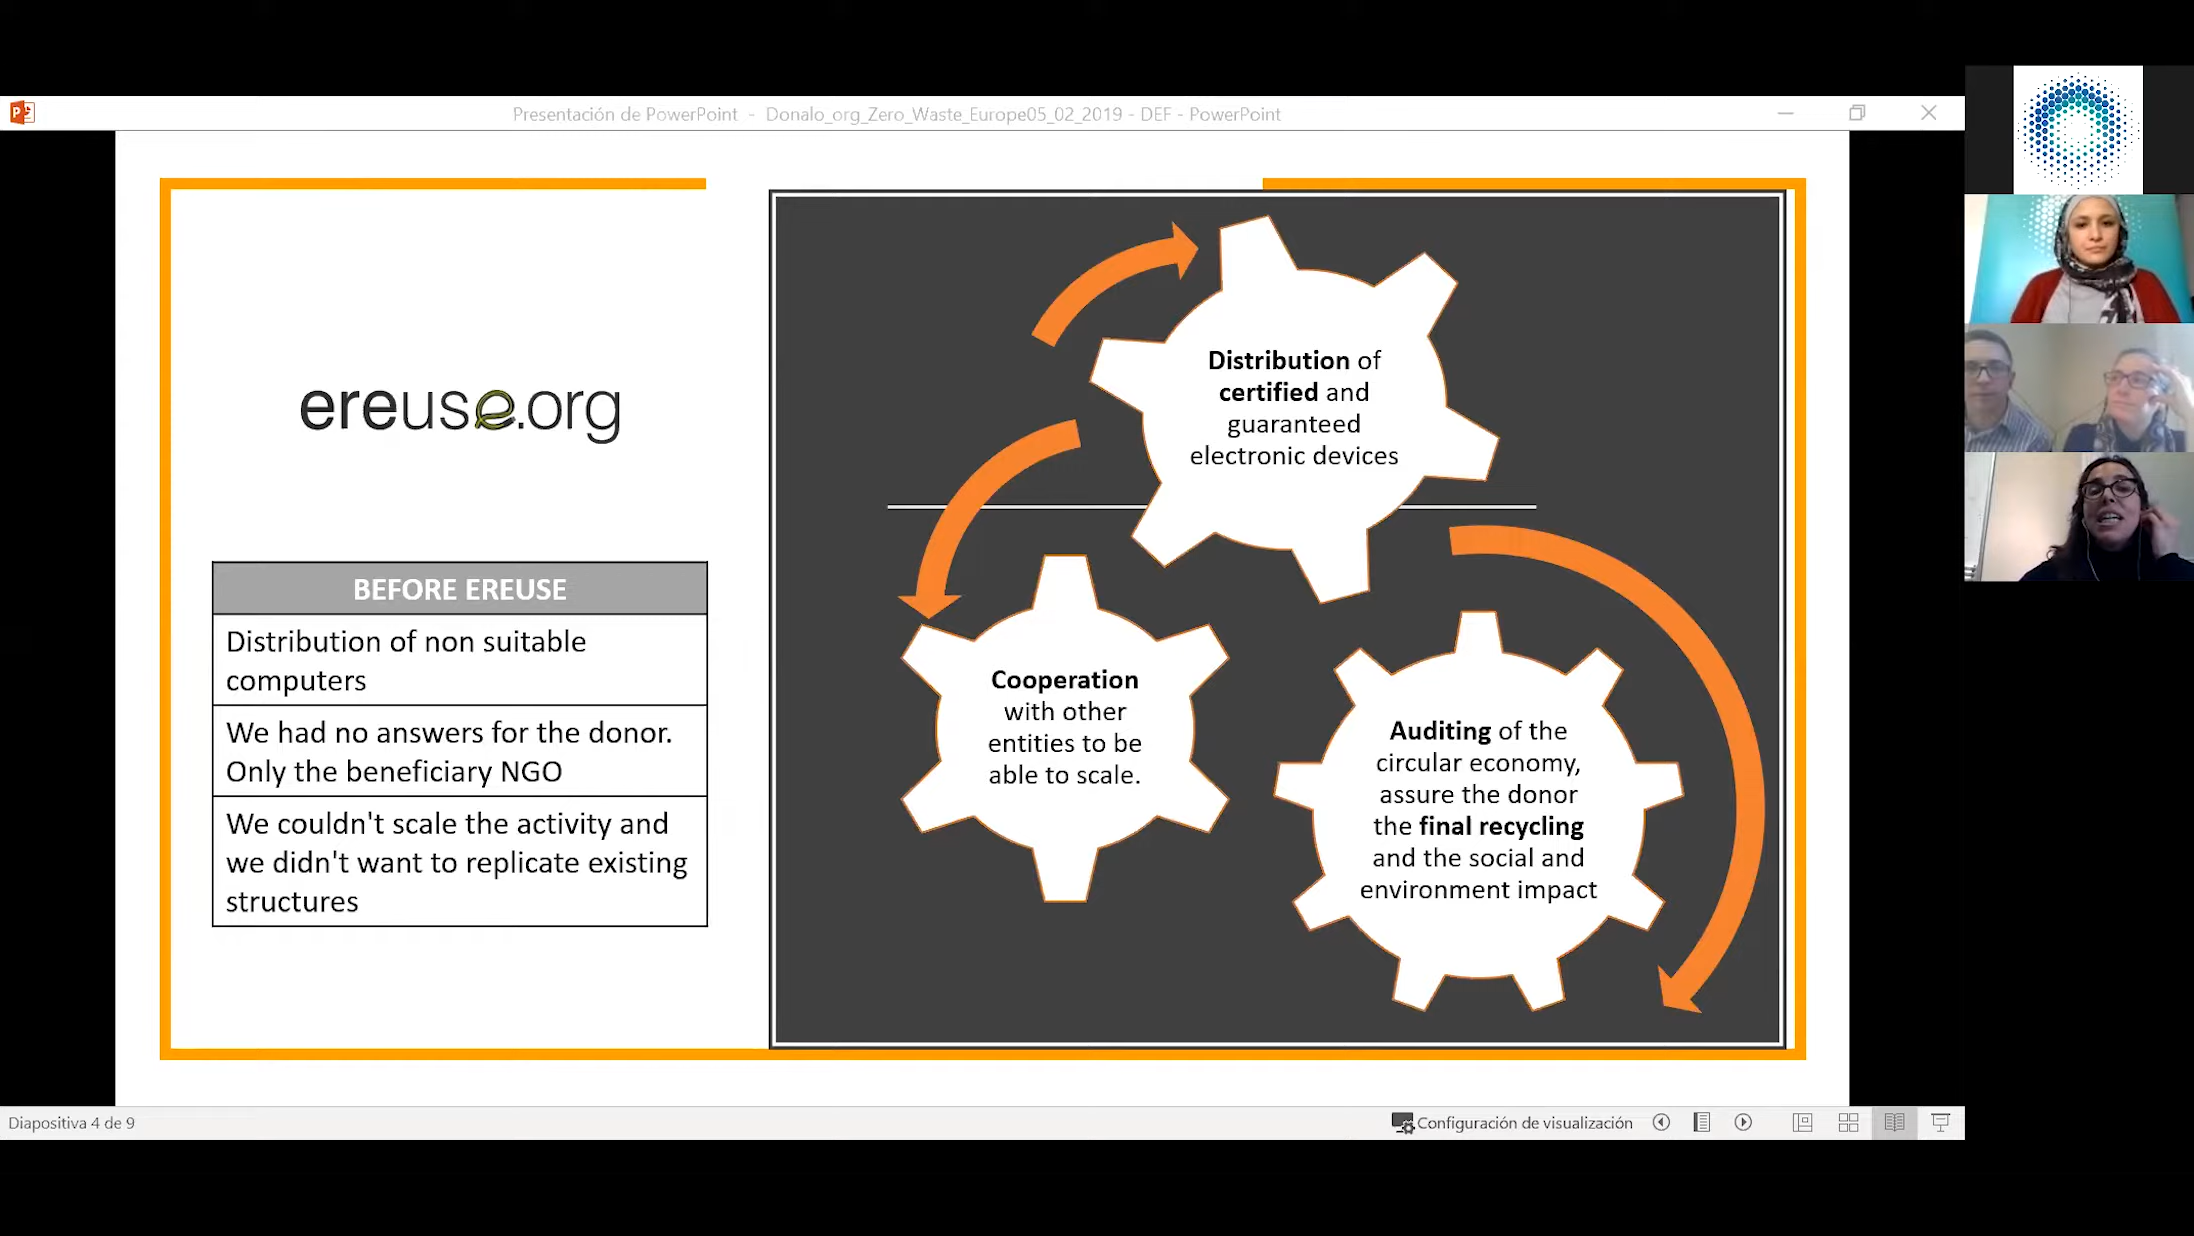 Presentación de PowerPoint - Donalo_org_Zero_Waste_Europe05_02_2019 - DEF - PowerPoint
ereuse.org
BEFORE EREUSE
Distribution of non suitable
computers
We had no answers for the donor.
Only the beneficiary NGO
We couldn't scale the activity and
we didn't want to replicate existing
structures
Distribution of
certified and
guaranteed
electronic devices
Cooperation
with other
entities to be
able to scale.
Auditing of the
circular economy,
assure the donor
the final recycling
and the social and
environment impact
Diapositiva 4 de 9
Configuración de visualización